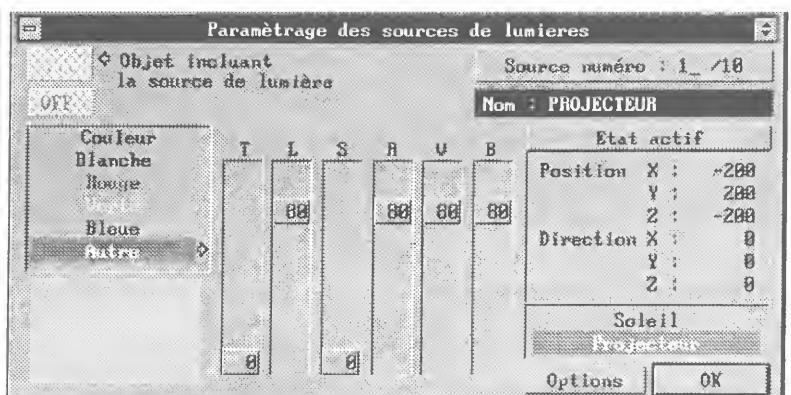 Paramètrage des sources de lumieres
Objet incluant
la source de lumière
OFF
Source numéro : 1_ /10
Nom : PROJECTEUR
Couleur
Blanche
Rouge
Bleue
Autre
T L S R V B
80 80 80 80
0 0
Etat actif
Position X : -200
Y : 200
Z : -200
Direction X : 0
Y : 0
Z : 0
Soleil
Projecteur
Options
OK